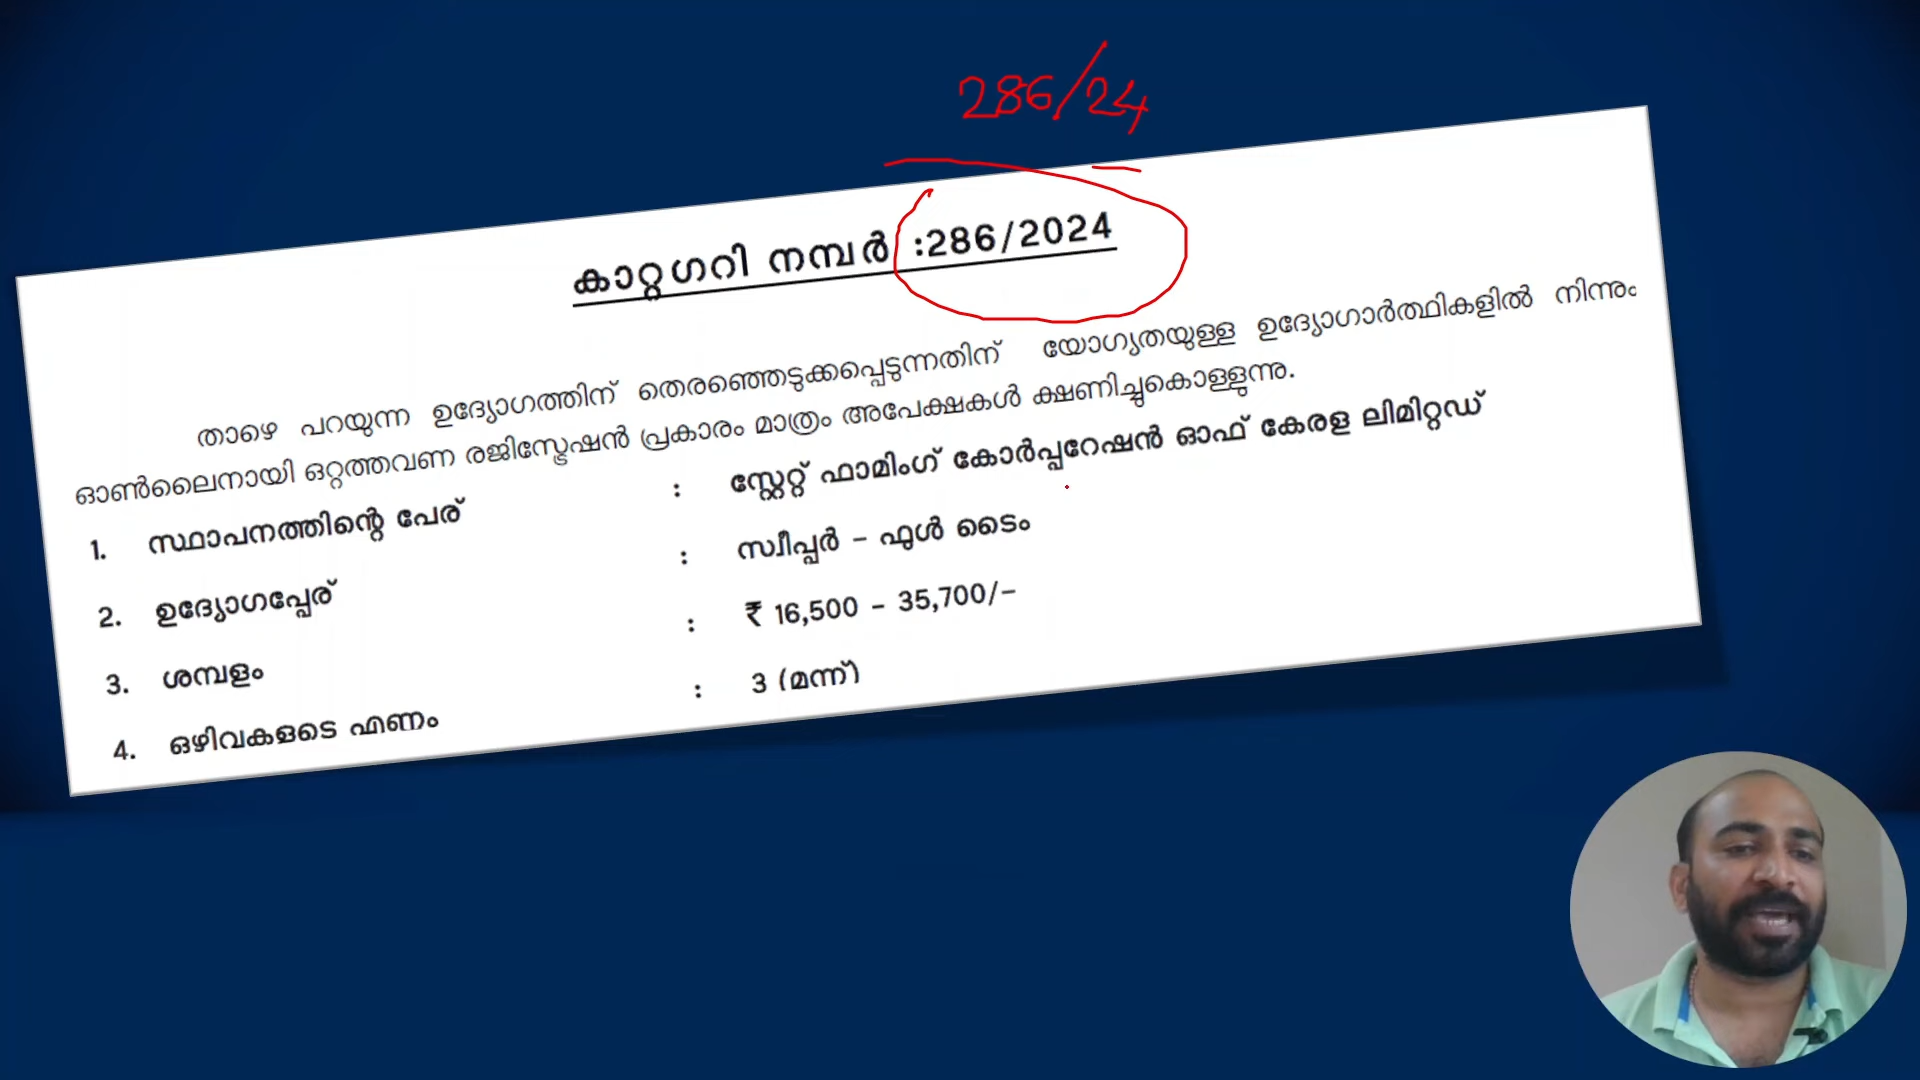 286/24
കാറ്റഗറി നമ്പർ :286/2024
താഴെ പറയുന്ന ഉദ്യോഗത്തിന് തെരഞ്ഞെടുക്കപ്പെടുന്നതിന് യോഗ്യതയുള്ള ഉദ്യോഗാർത്ഥികളിൽ നിന്നും
ഓൺലൈനായി ഒറ്റത്തവണ രജിസ്ട്രേഷൻ പ്രകാരം മാത്രം അപേക്ഷകൾ ക്ഷണിച്ചുകൊള്ളുന്നു.
1. സ്ഥാപനത്തിന്റെ പേര് : സ്റ്റേറ്റ് ഫാമിംഗ് കോർപ്പറേഷൻ ഓഫ് കേരള ലിമിറ്റഡ്
2. ഉദ്യോഗപ്പേര് : സ്വീപ്പർ – ഫുൾ ടൈം
3. ശമ്പളം : ₹ 16,500 – 35,700/–
4. ഒഴിവുകളുടെ എണ്ണം : 3 (മൂന്ന്)